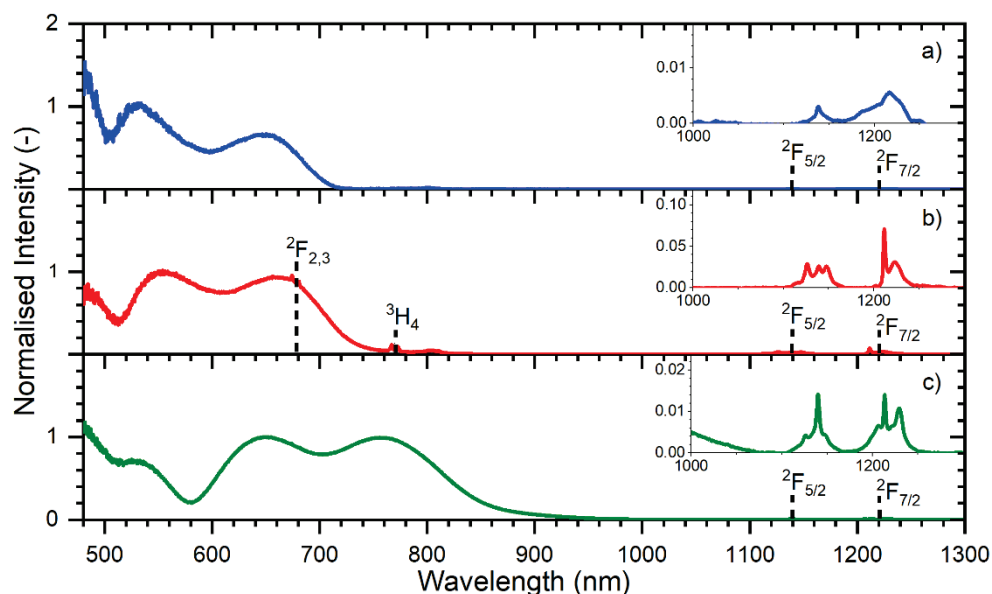 Normalised Intensity (-)
2
1
a)
0.01
0.00
1000
1200
²F₅/₂
²F₇/₂
1
b)
0.10
0.05
0.00
1000
1200
²F₂,₃
³H₄
²F₅/₂
²F₇/₂
1
0
c)
0.02
0.01
0.00
1000
1200
²F₅/₂
²F₇/₂
500 600 700 800 900 1000 1100 1200 1300
Wavelength (nm)